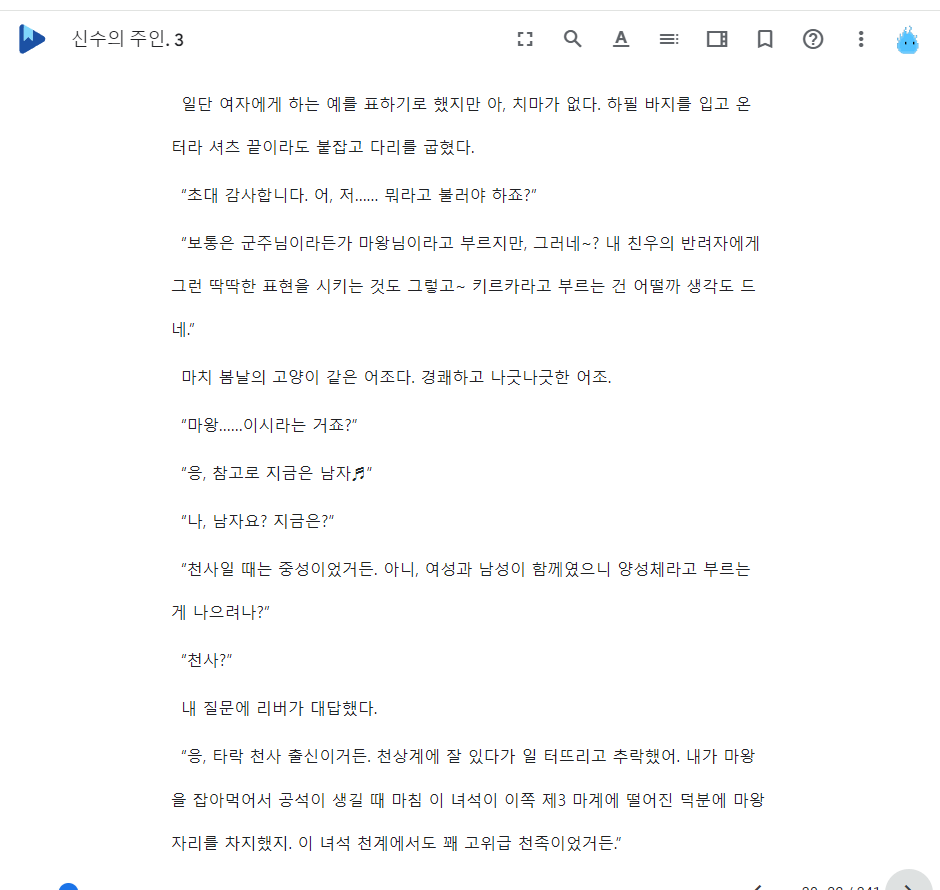 신수의 주인. 3
일단 여자에게 하는 예를 표하기로 했지만 아, 치마가 없다. 하필 바지를 입고 온
터라 셔츠 끝이라도 붙잡고 다리를 굽혔다.
“초대 감사합니다. 어, 저…… 뭐라고 불러야 하죠?”
“보통은 군주님이라든가 마왕님이라고 부르지만, 그러네~? 내 친우의 반려자에게
그런 딱딱한 표현을 시키는 것도 그렇고~ 키르카라고 부르는 건 어떨까 생각도 드
네.”
마치 봄날의 고양이 같은 어조다. 경쾌하고 나긋나긋한 어조.
“마왕……이시라는 거죠?”
“응, 참고로 지금은 남자♬”
“나, 남자요? 지금은?”
“천사일 때는 중성이었거든. 아니, 여성과 남성이 함께였으니 양성체라고 부르는
게 나으려나?”
“천사?”
내 질문에 리버가 대답했다.
“응, 타락 천사 출신이거든. 천상계에 잘 있다가 일 터뜨리고 추락했어. 내가 마왕
을 잡아먹어서 공석이 생길 때 마침 이 녀석이 이쪽 제3 마계에 떨어진 덕분에 마왕
자리를 차지했지. 이 녀석 천계에서도 꽤 고위급 천족이었거든.”